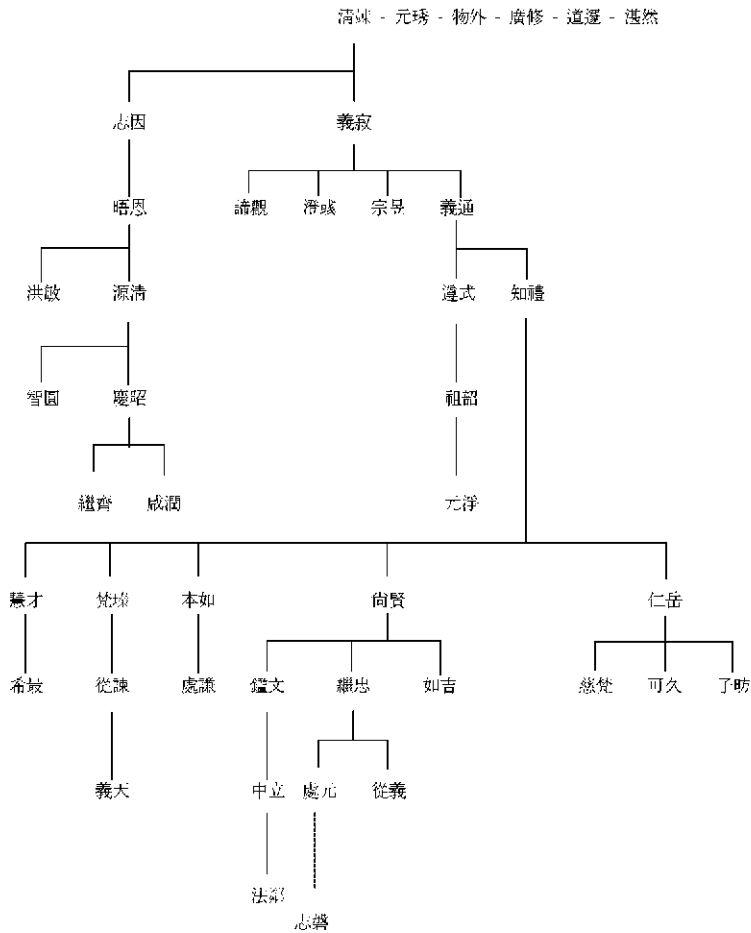 清竦 - 元琇 - 物外 - 廣修 - 道邃 - 湛然
志因 義寂
晤恩 諦觀 澄彧 宗昱 義通
洪敏 源清 遵式 知禮
智圓 慶昭 祖韶
繼齊 咸潤 元淨
慧才 梵臻 本如 尚賢 仁岳
希最 從諫 處謙 鑑文 繼忠 如吉 慈梵 可久 子昉
義天 中立 處元 從義
法鄰
志磐